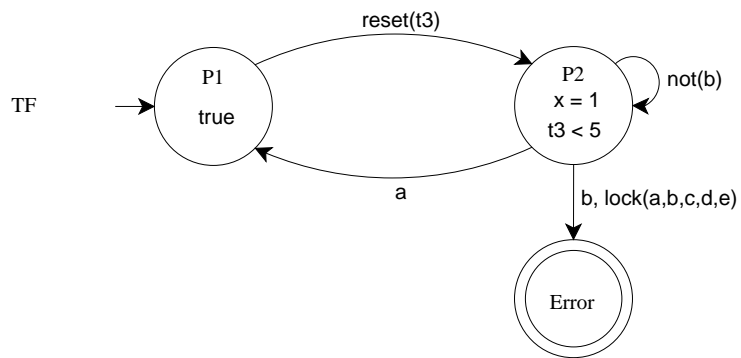 reset(t3)
P1
P2
not(b)
TF
x = 1
true
t3 < 5
a
b, lock(a,b,c,d,e)
Error